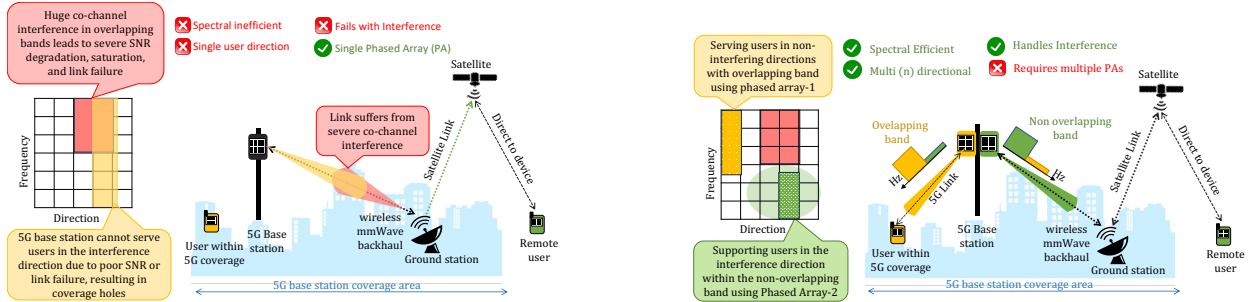 Huge co-channel
interference in overlapping
bands leads to severe SNR
degradation, saturation,
and link failure
Spectral inefficient
Single user direction
Fails with Interference
Single Phased Array (PA)
Satellite
Link suffers from
severe co-channel
interference
Satellite Link
Direct to device
Frequency
Direction
5G base station cannot serve
users in the interference
direction due to poor SNR or
link failure, resulting in
coverage holes
User within
5G coverage
5G Base
station
wireless
mmWave
backhaul
Ground station
Remote
user
5G base station coverage area
Serving users in non-
interfering directions
with overlapping band
using phased array-1
Spectral Efficient
Multi (n) directional
Handles Interference
Requires multiple PAs
Satellite
Ovelapping
band
Non overlapping
band
Hz
Hz
5G Link
Satellite Link
Direct to device
Frequency
Direction
Supporting users in the
interference direction
within the non-overlapping
band using Phased Array-2
User within
5G coverage
5G Base
station
wireless
mmWave
backhaul
Ground station
Remote
user
5G base station coverage area